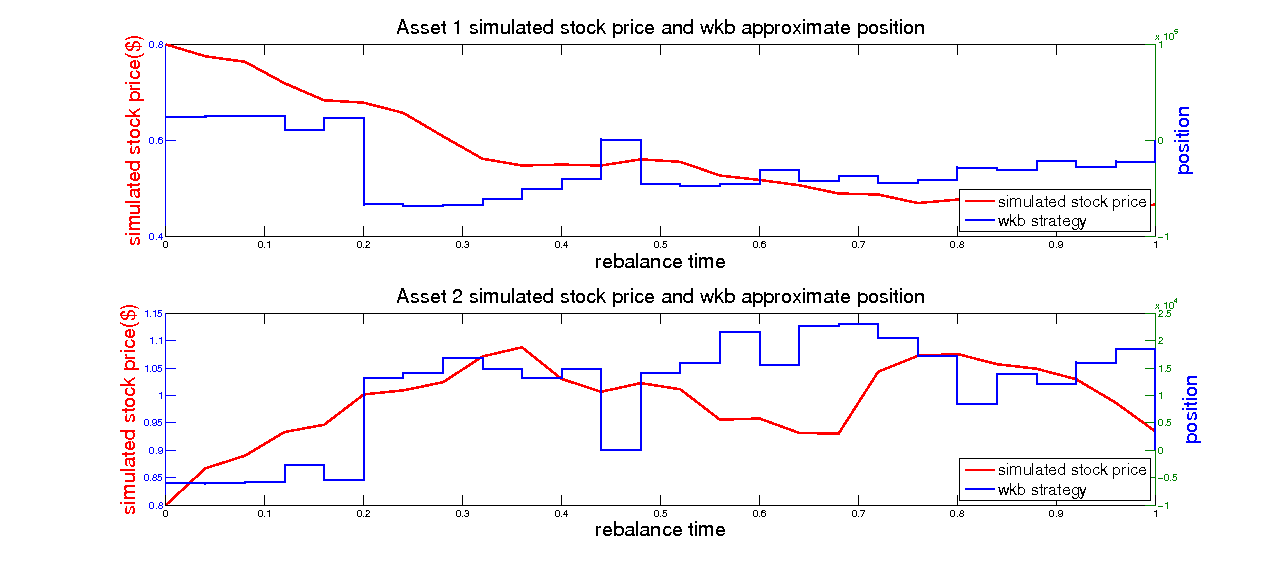 Asset 1 simulated stock price and wkb approximate position
x 10^5
simulated stock price($)
0.8
0.6
0.4
1
0
-1
position
simulated stock price
wkb strategy
0 0.1 0.2 0.3 0.4 0.5 0.6 0.7 0.8 0.9 1
rebalance time
Asset 2 simulated stock price and wkb approximate position
x 10^4
simulated stock price($)
1.15
1.1
1.05
1
0.95
0.9
0.85
0.8
2.5
2
1.5
1
0.5
0
-0.5
-1
position
simulated stock price
wkb strategy
0 0.1 0.2 0.3 0.4 0.5 0.6 0.7 0.8 0.9 1
rebalance time